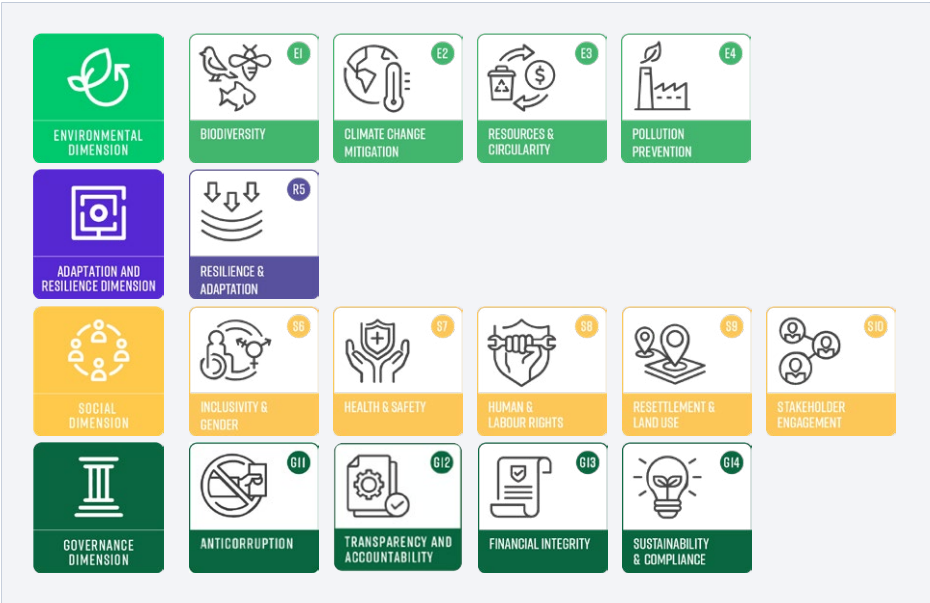 E1
E2
E3
E4
ENVIRONMENTAL
DIMENSION
BIODIVERSITY
CLIMATE CHANGE
MITIGATION
RESOURCES &
CIRCULARITY
POLLUTION
PREVENTION
R5
ADAPTATION AND
RESILIENCE DIMENSION
RESILIENCE &
ADAPTATION
S6
S7
S8
S9
S10
SOCIAL
DIMENSION
INCLUSIVITY &
GENDER
HEALTH & SAFETY
HUMAN &
LABOUR RIGHTS
RESETTLEMENT &
LAND USE
STAKEHOLDER
ENGAGEMENT
G11
G12
G13
G14
GOVERNANCE
DIMENSION
ANTICORRUPTION
TRANSPARENCY AND
ACCOUNTABILITY
FINANCIAL INTEGRITY
SUSTAINABILITY
& COMPLIANCE